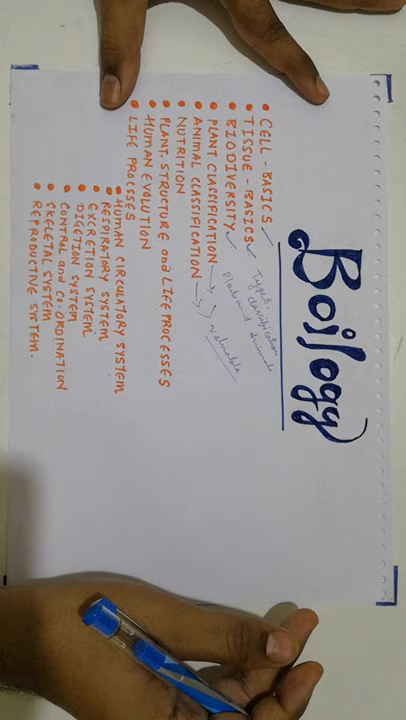 Boilogy
• CELL - BASICS
• TISSUE - BASICS
• BIODIVERSITY
Types, classification
Plants and Animals
• PLANT CLASSIFICATION
• ANIMAL CLASSIFICATION
Valuable
• NUTRITION
• PLANT STRUCTURE and LIFE PROCESSES
• HUMAN EVOLUTION
• LIFE PROCESSES
• HUMAN CIRCULATORY SYSTEM
• RESPIRATORY SYSTEM
• EXCRETION SYSTEM
• DIGETION SYSTEM
• CONTROL and CO-ORDINATION
• SKELETAL SYSTEM
• REPRODUCTIVE SYSTEM.